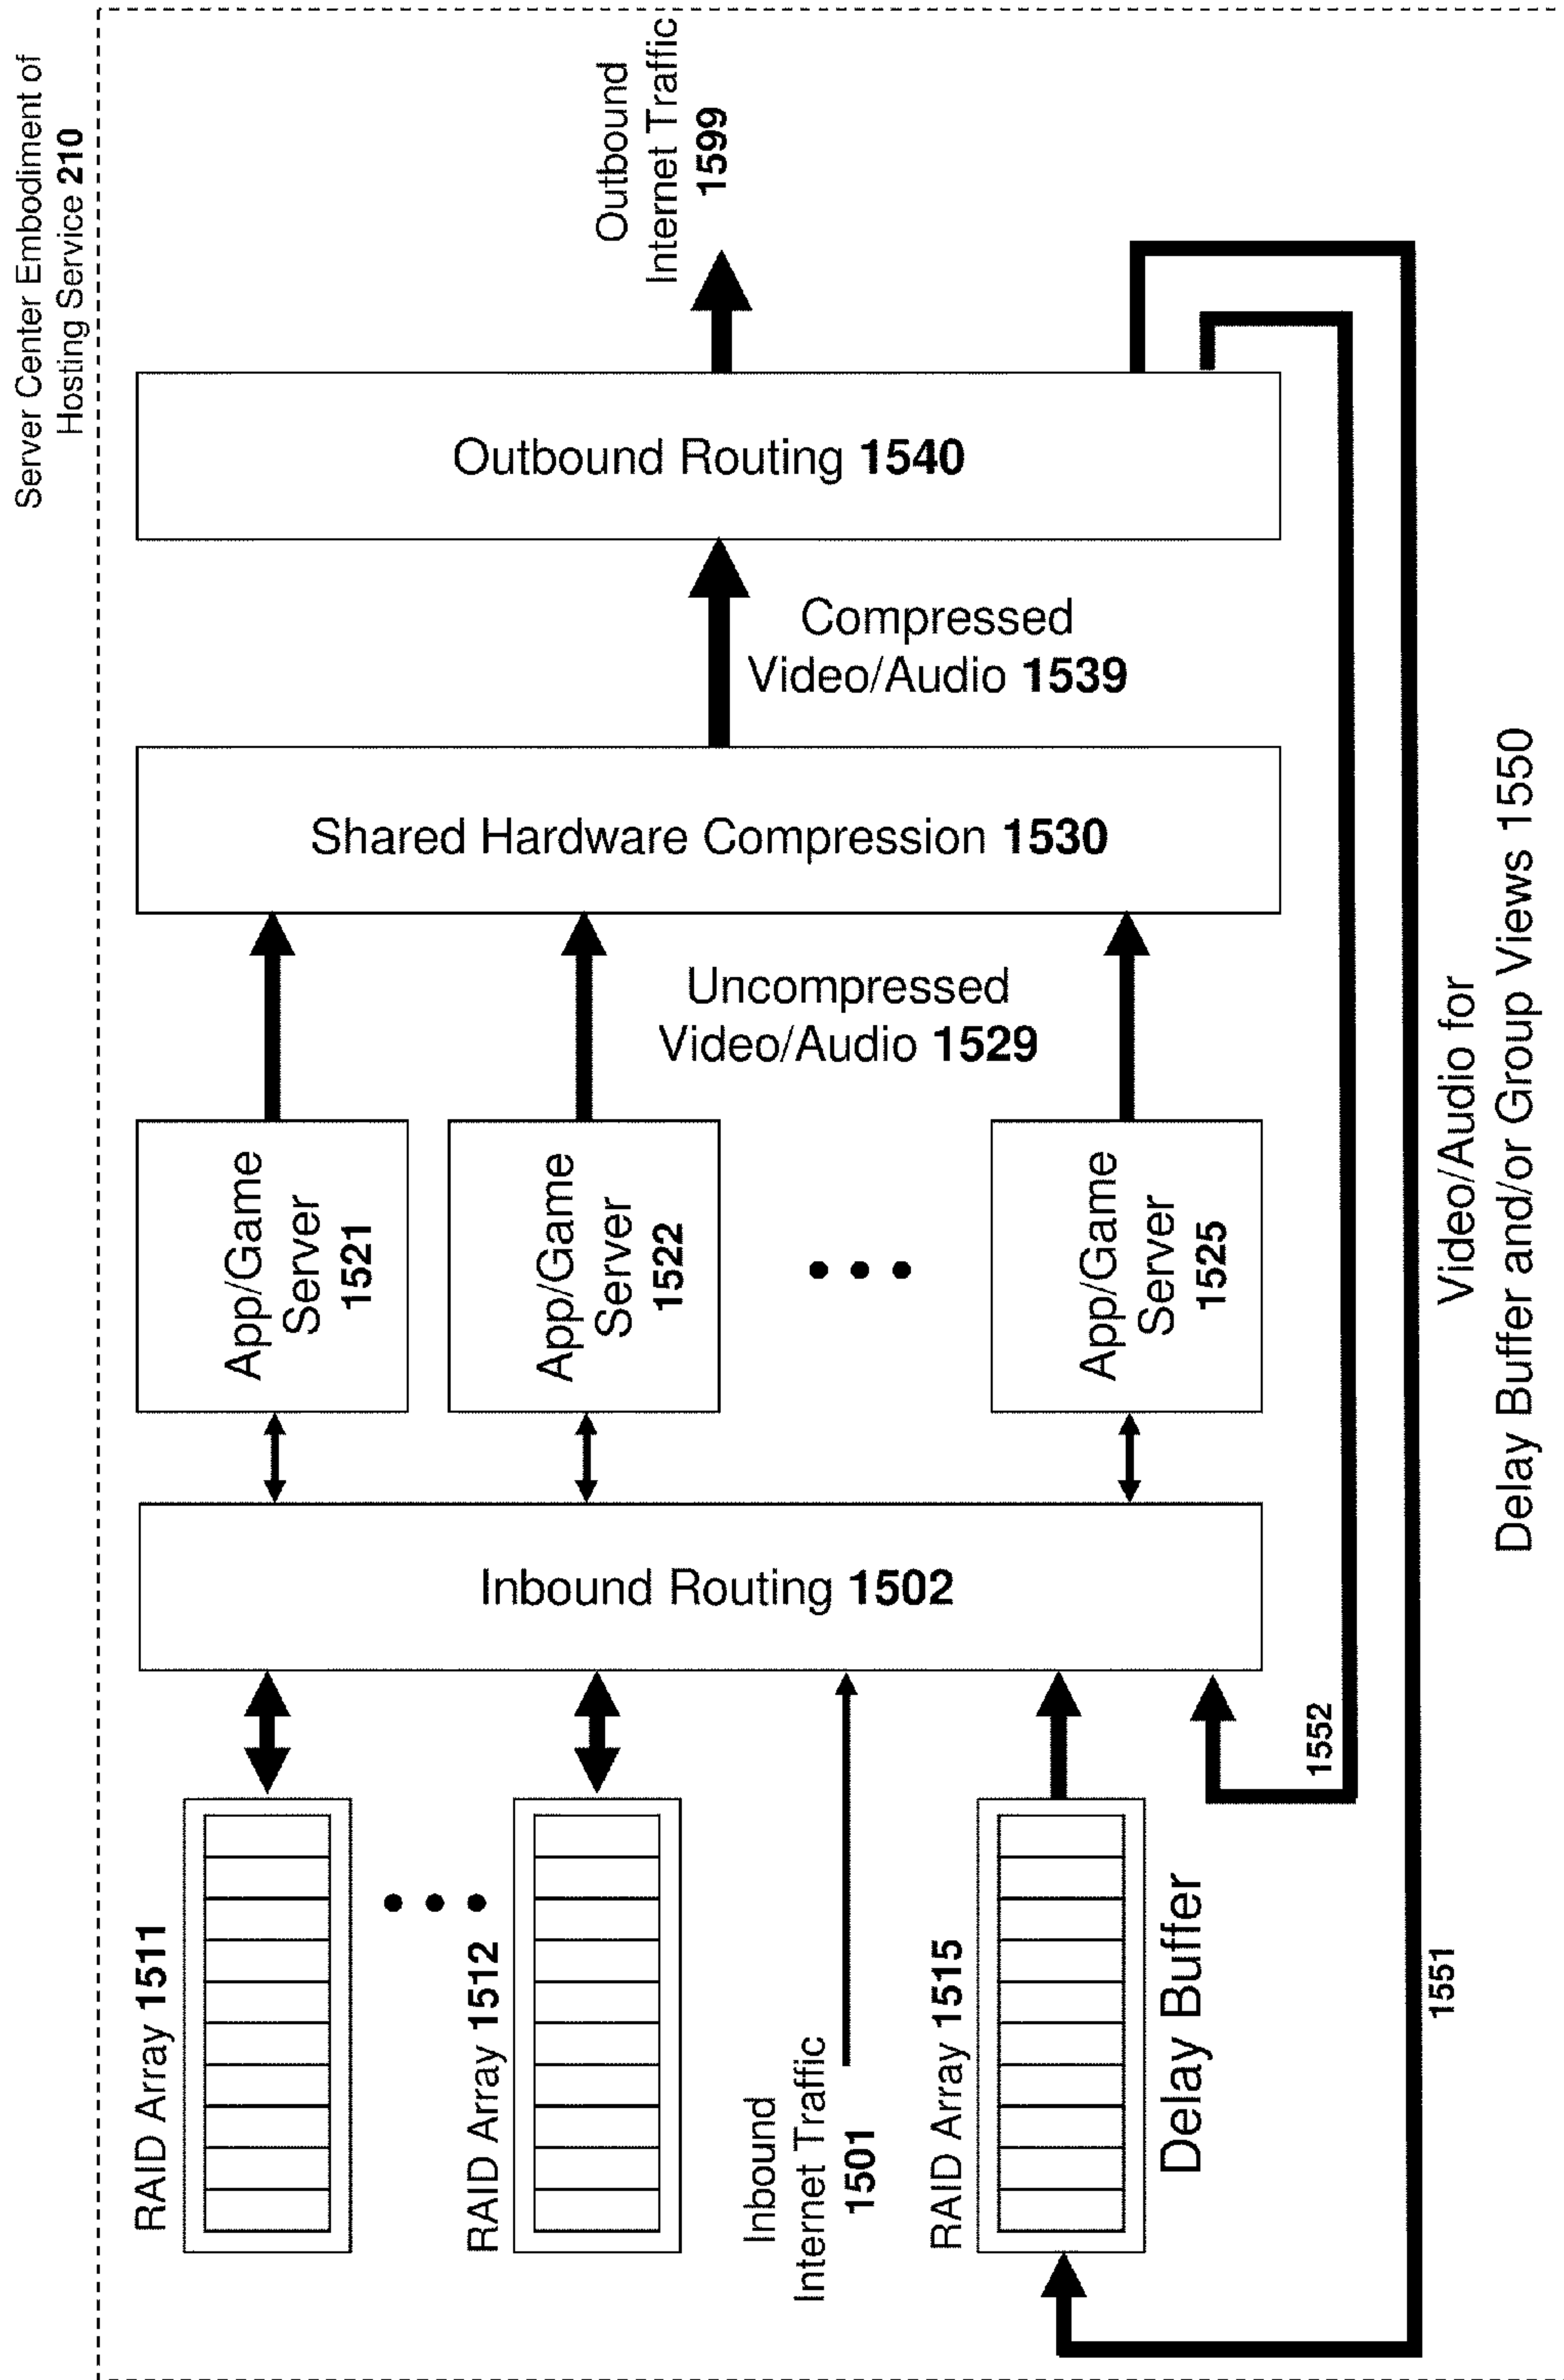 Server Center Embodiment of
Hosting Service 210
RAID Array 1511
RAID Array 1512
Inbound
Internet Traffic
1501
RAID Array 1515
Delay Buffer
Inbound Routing 1502
App/Game
Server
1521
App/Game
Server
1522
App/Game
Server
1525
Uncompressed
Video/Audio 1529
Shared Hardware Compression 1530
Compressed
Video/Audio 1539
Outbound Routing 1540
Outbound
Internet Traffic
1599
1552
1551
Video/Audio for
Delay Buffer and/or Group Views 1550